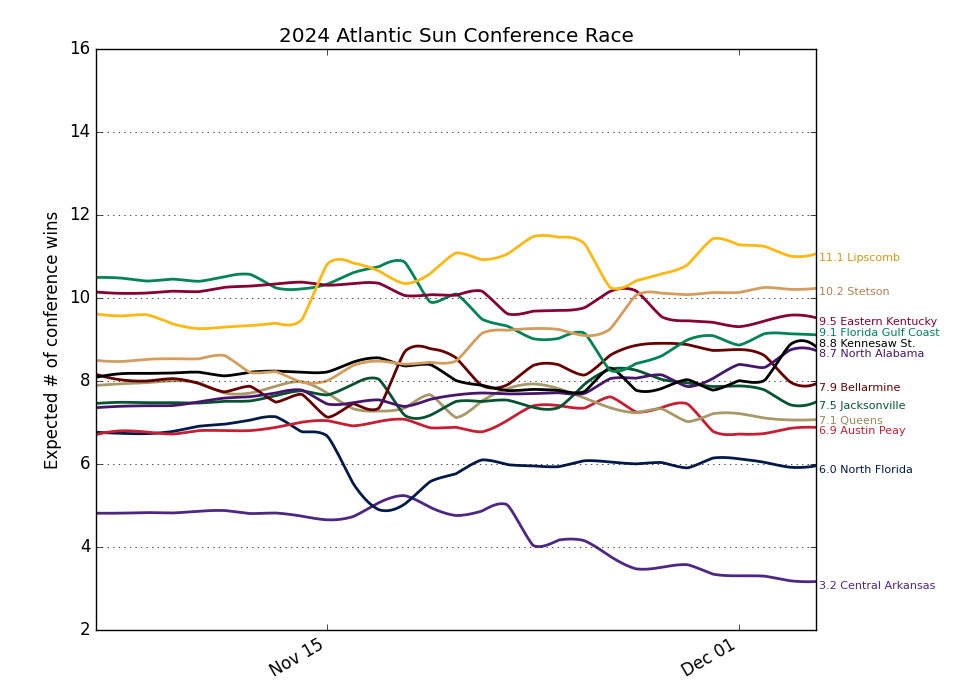 2024 Atlantic Sun Conference Race
Expected # of conference wins
16
14
12
10
8
6
4
2
Nov 15
Dec 01
11.1 Lipscomb
10.2 Stetson
9.5 Eastern Kentucky
9.1 Florida Gulf Coast
8.8 Kennesaw St.
8.7 North Alabama
7.9 Bellarmine
7.5 Jacksonville
7.1 Queens
6.9 Austin Peay
6.0 North Florida
3.2 Central Arkansas